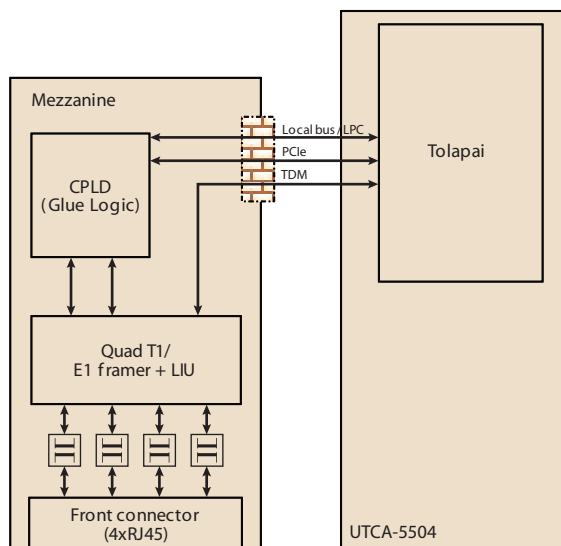 Mezzanine
Local bus / LPC
PCIe
TDM
Tolapai
CPLD
(Glue Logic)
Quad T1/
E1 framer + LIU
Front connector
(4xRJ45)
UTCA-5504